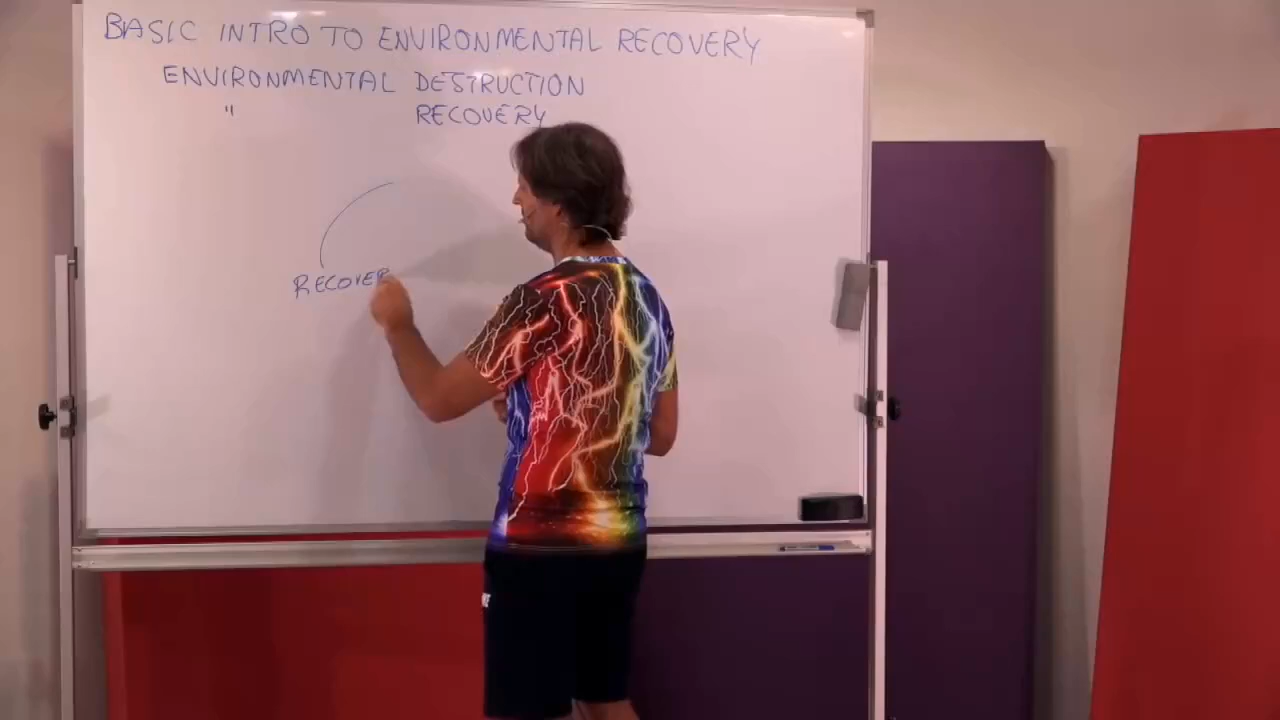 BASIC INTRO TO ENVIRONMENTAL RECOVERY
ENVIRONMENTAL DESTRUCTION
" RECOVERY
RECOVER